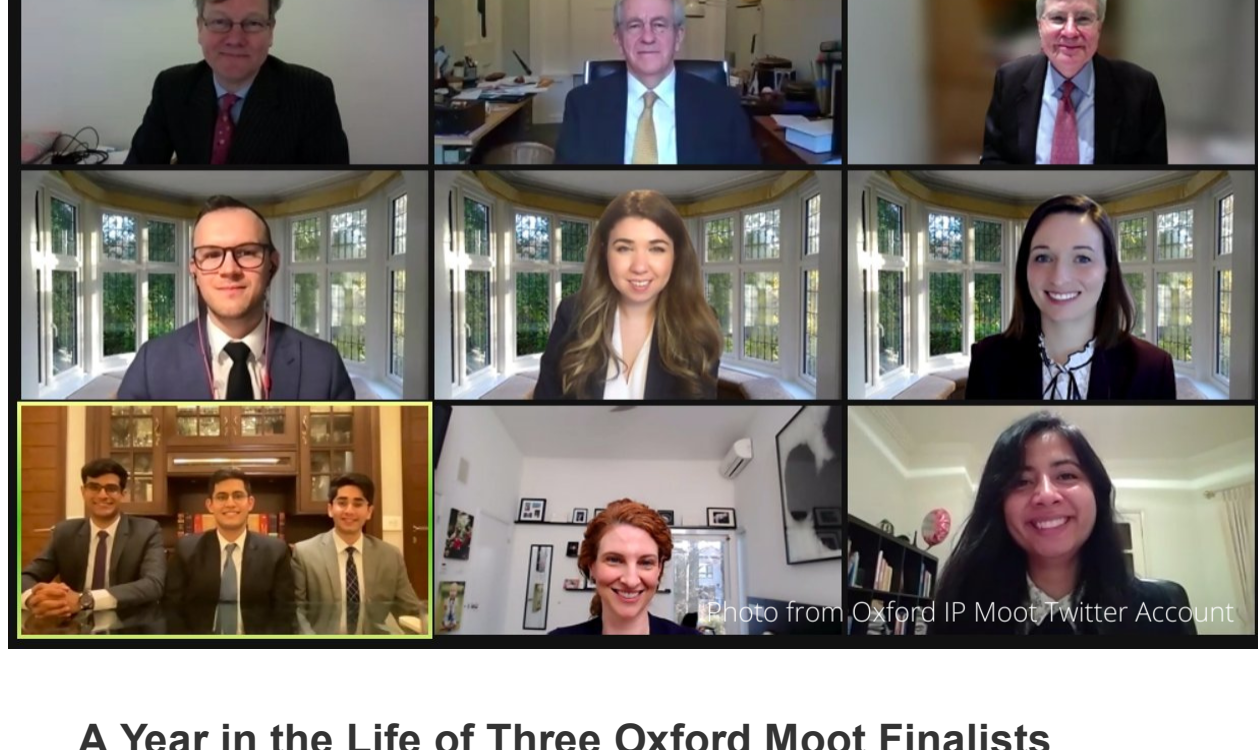 Photo from Oxford IP Moot Twitter Account
A Year in the Life of Three Oxford Moot Finalists